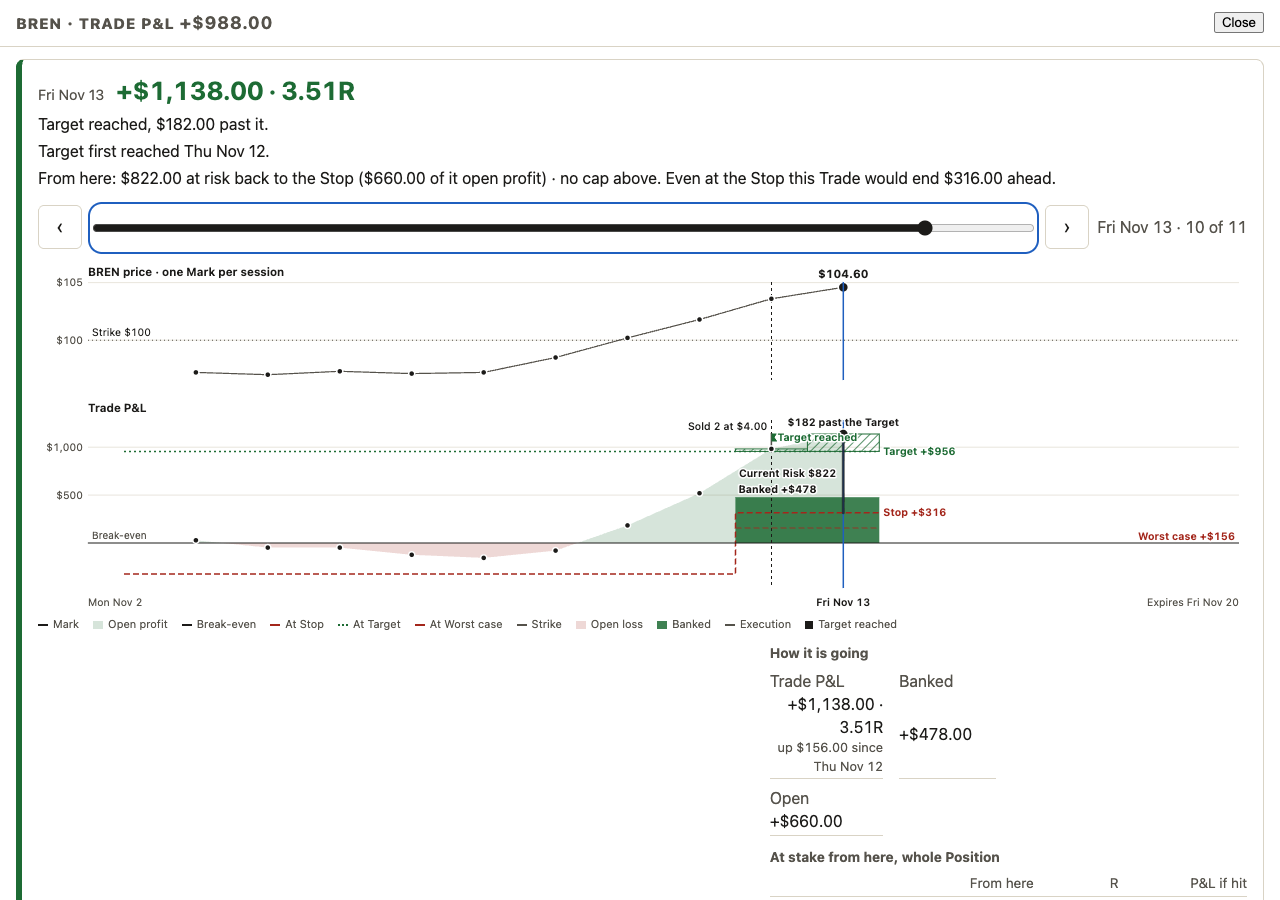 BREN · TRADE P&L +$988.00
Close
Fri Nov 13 +$1,138.00 · 3.51R
Target reached, $182.00 past it.
Target first reached Thu Nov 12.
From here: $822.00 at risk back to the Stop ($660.00 of it open profit) · no cap above. Even at the Stop this Trade would end $316.00 ahead.
‹ › Fri Nov 13 · 10 of 11
BREN price · one Mark per session
$104.60
$105
Strike $100
$100
Trade P&L
Sold 2 at $4.00
$182 past the Target
Target reached
$1,000
Target +$956
Current Risk $822
Banked +$478
$500
Stop +$316
Break-even
Worst case +$156
Mon Nov 2
Fri Nov 13
Expires Fri Nov 20
Mark Open profit Break-even At Stop At Target At Worst case Strike Open loss Banked Execution Target reached
How it is going
Trade P&L Banked
+$1,138.00 ·
3.51R
+$478.00
up $156.00 since
Thu Nov 12
Open
+$660.00
At stake from here, whole Position
From here R P&L if hit